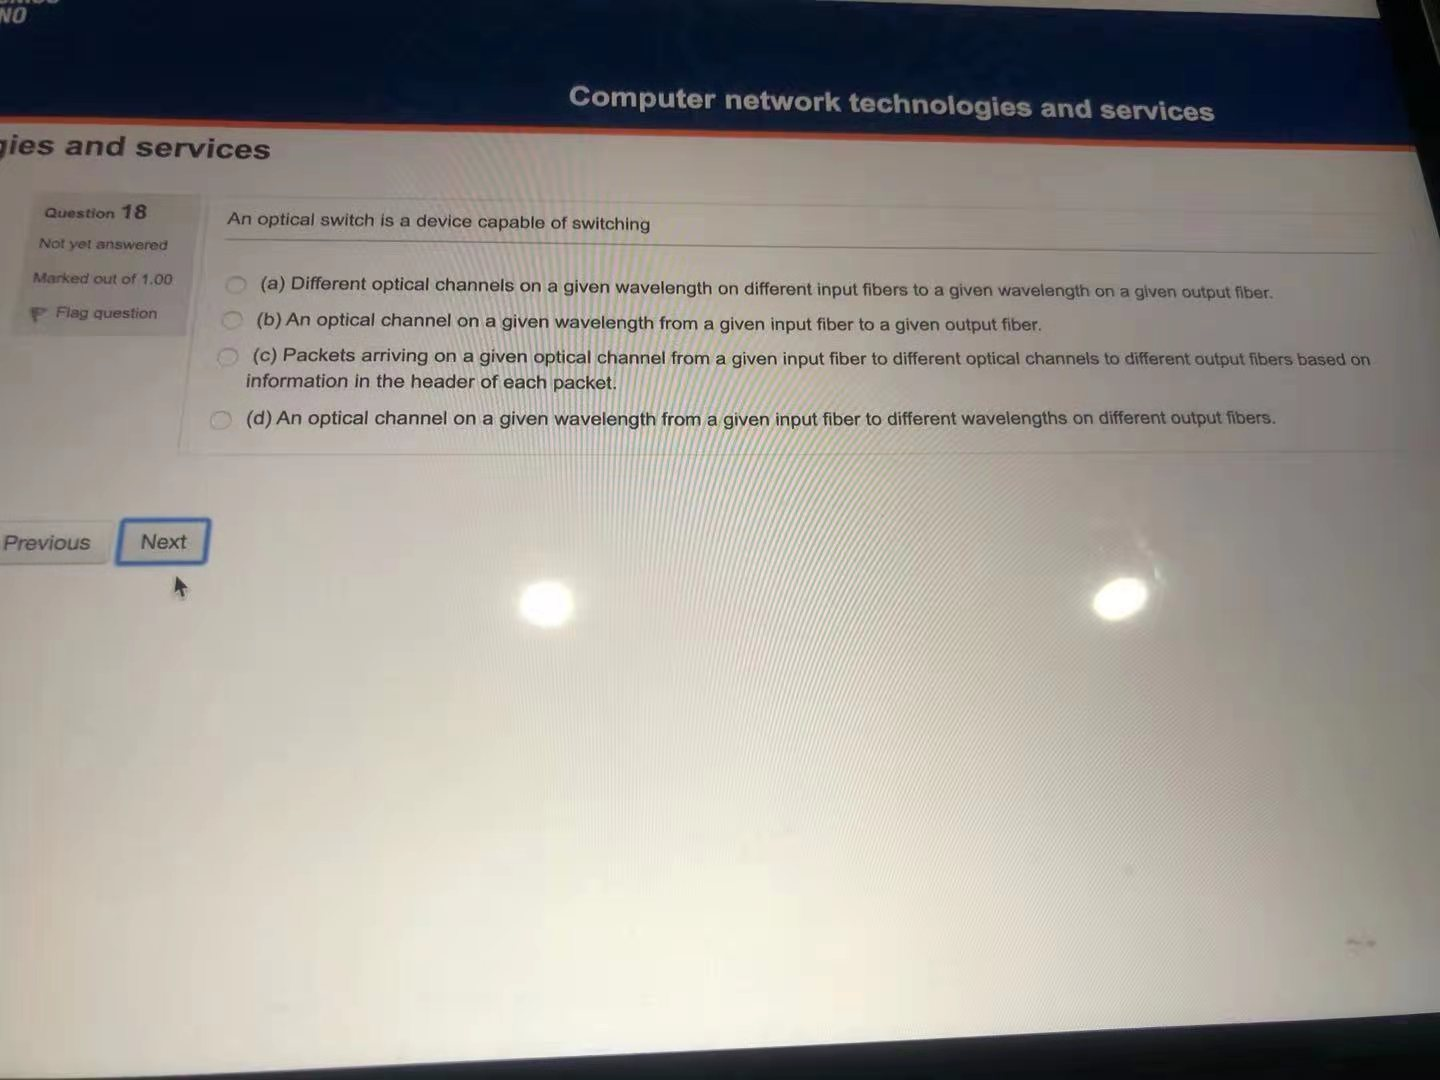 NO
Computer network technologies and services
gies and services
Question 18
Not yet answered
Marked out of 1.00
Flag question
An optical switch is a device capable of switching
(a) Different optical channels on a given wavelength on different input fibers to a given wavelength on a given output fiber.
(b) An optical channel on a given wavelength from a given input fiber to a given output fiber.
(c) Packets arriving on a given optical channel from a given input fiber to different optical channels to different output fibers based on
information in the header of each packet.
(d) An optical channel on a given wavelength from a given input fiber to different wavelengths on different output fibers.
Previous
Next